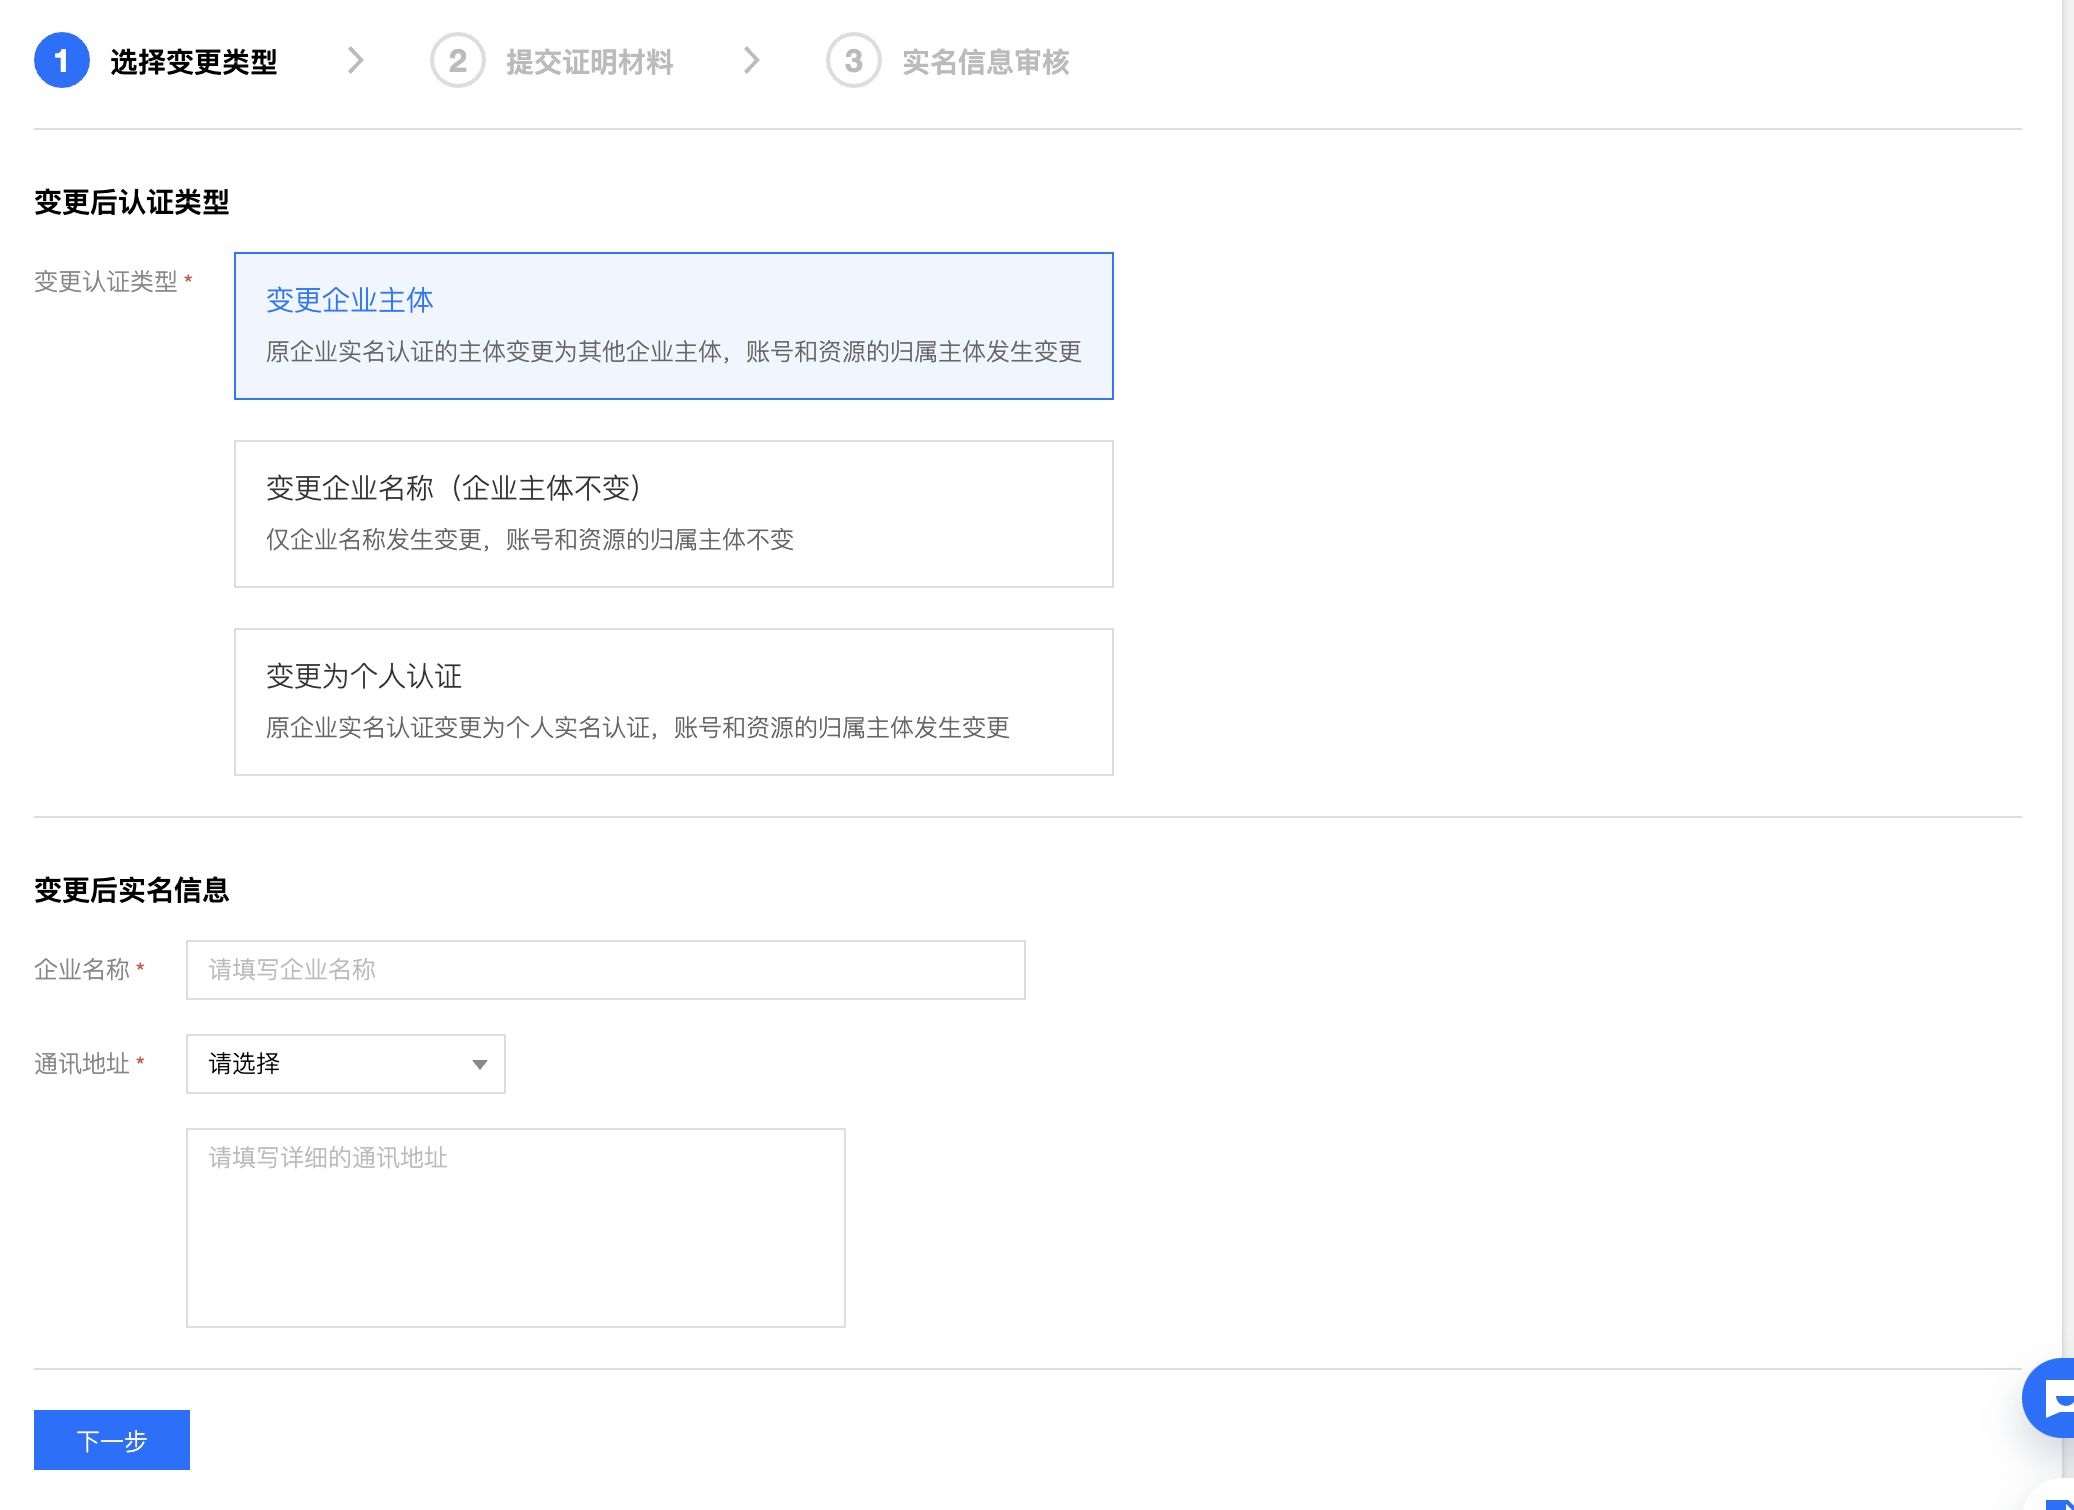 1 选择变更类型
2 提交证明材料
3 实名信息审核
变更后认证类型
变更认证类型 *
变更企业主体
原企业实名认证的主体变更为其他企业主体，账号和资源的归属主体发生变更
变更企业名称（企业主体不变）
仅企业名称发生变更，账号和资源的归属主体不变
变更为个人认证
原企业实名认证变更为个人实名认证，账号和资源的归属主体发生变更
变更后实名信息
企业名称 *
请填写企业名称
通讯地址 *
请选择
请填写详细的通讯地址
下一步